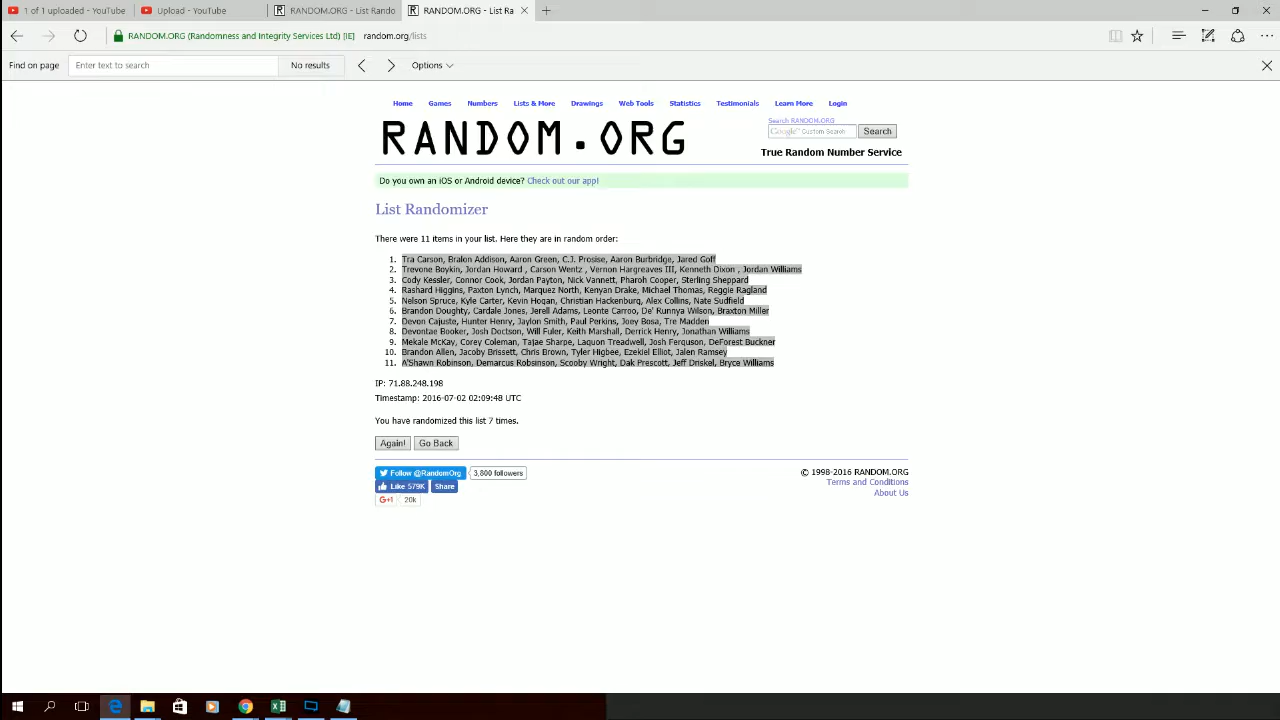 1 of 1 uploaded - YouTube
Upload - YouTube
RANDOM.ORG - List Rando
RANDOM.ORG - List Ra
RANDOM.ORG (Randomness and Integrity Services Ltd) [IE] random.org/lists
Find on page Enter text to search No results Options
Home Games Numbers Lists & More Drawings Web Tools Statistics Testimonials Learn More Login
RANDOM.ORG
Search RANDOM.ORG
Google Custom Search Search
True Random Number Service
Do you own an iOS or Android device? Check out our app!
List Randomizer
There were 11 items in your list. Here they are in random order:
1. Tra Carson, Bralon Addison, Aaron Green, C.J. Prosise, Aaron Burbridge, Jared Goff
2. Trevone Boykin, Jordan Howard , Carson Wentz , Vernon Hargreaves III, Kenneth Dixon , Jordan Williams
3. Cody Kessler, Connor Cook, Jordan Payton, Nick Vannett, Pharoh Cooper, Sterling Sheppard
4. Rashard Higgins, Paxton Lynch, Marquez North, Kenyan Drake, Michael Thomas, Reggie Ragland
5. Nelson Spruce, Kyle Carter, Kevin Hogan, Christian Hackenburg, Alex Collins, Nate Sudfield
6. Brandon Doughty, Cardale Jones, Jerell Adams, Leonte Carroo, De' Runnya Wilson, Braxton Miller
7. Devon Cajuste, Hunter Henry, Jaylon Smith, Paul Perkins, Joey Bosa, Tre Madden
8. Devontae Booker, Josh Doctson, Will Fuler, Keith Marshall, Derrick Henry, Jonathan Williams
9. Mekale McKay, Corey Coleman, Tajae Sharpe, Laquon Treadwell, Josh Ferguson, DeForest Buckner
10. Brandon Allen, Jacoby Brissett, Chris Brown, Tyler Higbee, Ezekiel Elliot, Jalen Ramsey
11. A'Shawn Robinson, Demarcus Robsinson, Scooby Wright, Dak Prescott, Jeff Driskel, Bryce Williams
IP: 71.88.248.198
Timestamp: 2016-07-02 02:09:48 UTC
You have randomized this list 7 times.
Again! Go Back
Follow @RandomOrg 3,800 followers
Like 579K Share
G+1 20k
© 1998-2016 RANDOM.ORG
Terms and Conditions
About Us